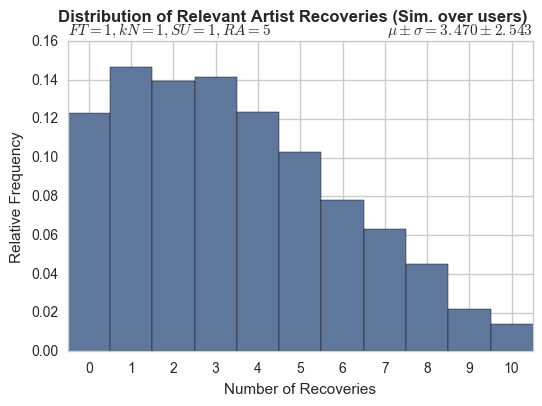 Distribution of Relevant Artist Recoveries (Sim. over users)
FT = 1, kN = 1, SU = 1, RA = 5 μ ± σ = 3.470 ± 2.543
0.16
0.14
0.12
0.10
0.08
0.06
0.04
0.02
0.00
Relative Frequency
0 1 2 3 4 5 6 7 8 9 10
Number of Recoveries